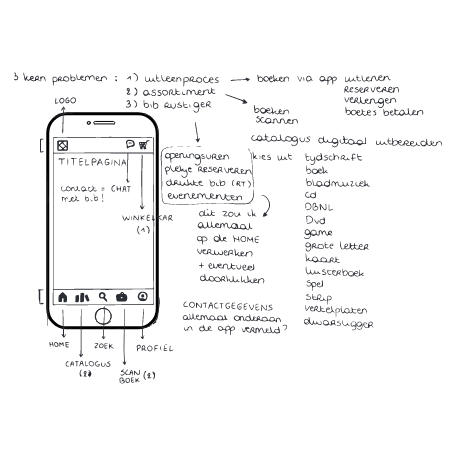 3 kern problemen : 1) uitleenproces → boeken via app uitlenen
reserveren
verlengen
boetes betalen
2) assortiment → boeken
scannen
3) bib rustiger
catalogus digitaal uitbereiden
kies uit tydschrift
boek
bladmuziek
cd
DBNL
Dvd
game
grote letter
kaart
luisterboek
spel
strip
vertelplaten
dwarsligger
openingsuren
plekje reserveren
drukte bib (RT)
evenementen
dit zou ik
allemaal
op de HOME
verwerken
+ eventueel
doorklikken
CONTACTGEGEVENS
allemaal onderaan
in de app vermeld?
LOGO
TITELPAGINA
contact = CHAT
met bib!
WINKELKAR
(1)
HOME
CATALOGUS
(2)
ZOEK
SCAN
BOEK (2)
PROFIEL